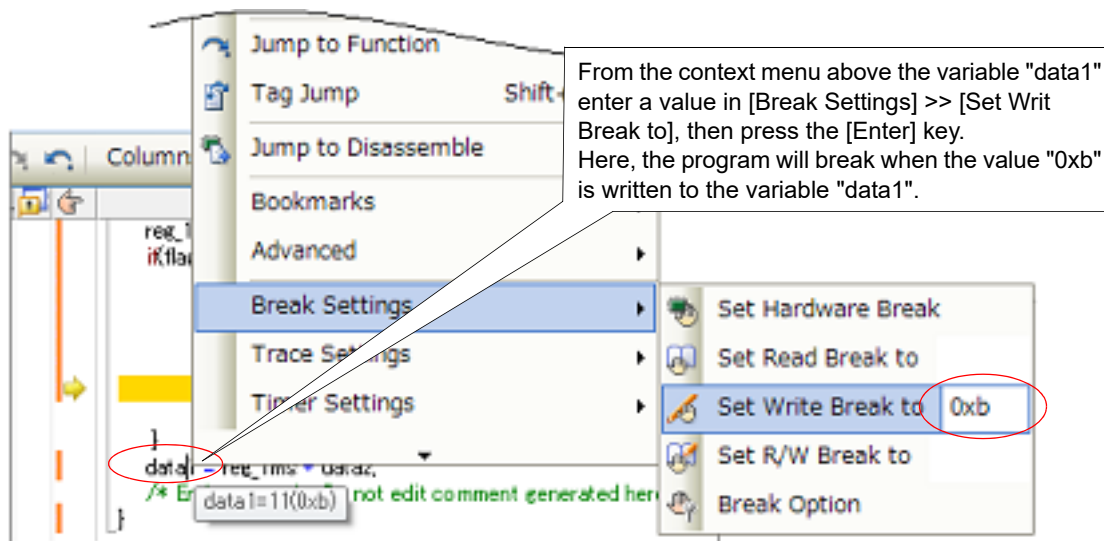 Jump to Function
Tag Jump Shift+
Jump to Disassemble
Bookmarks
Advanced
Break Settings
Trace Settings
Timer Settings
From the context menu above the variable "data1"
enter a value in [Break Settings] >> [Set Writ
Break to], then press the [Enter] key.
Here, the program will break when the value "0xb"
is written to the variable "data1".
Column
Set Hardware Break
Set Read Break to
Set Write Break to 0xb
Set R/W Break to
Break Option
reg_1
if(fla
}
data1 = reg_1ms * data2;
/* E not edit comment generated her
data1=11(0xb)
}